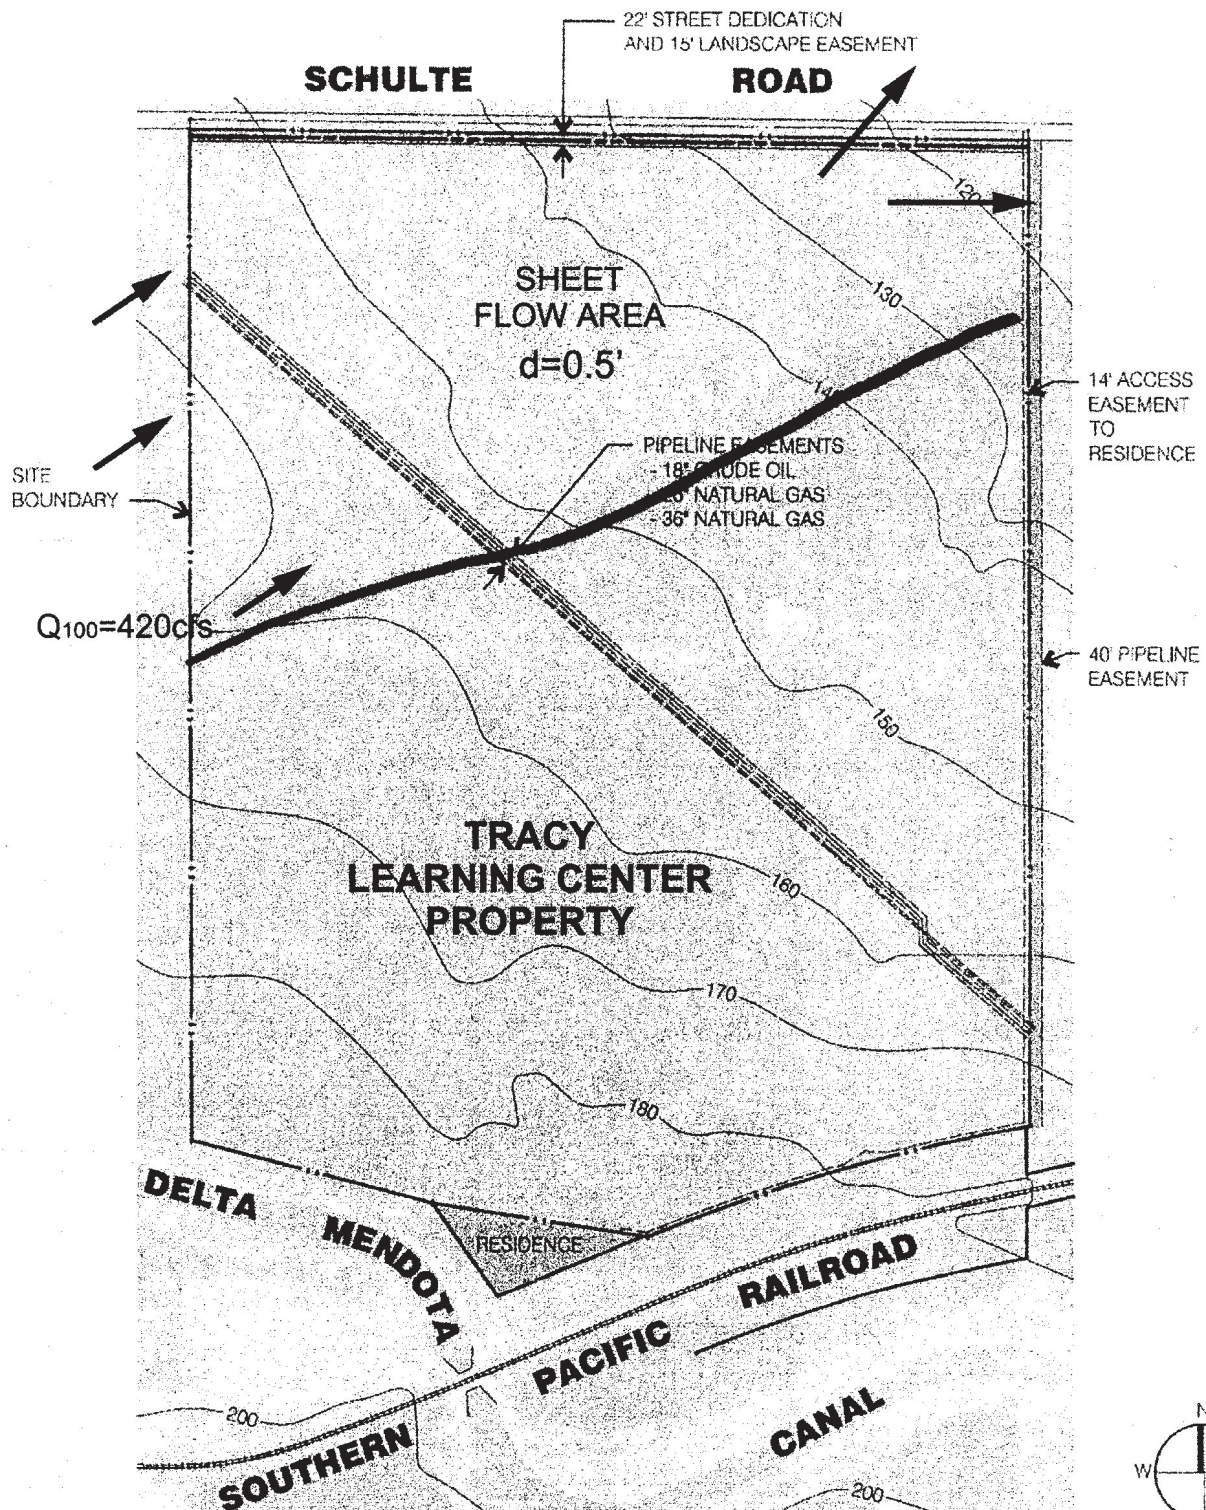 22' STREET DEDICATION
AND 15' LANDSCAPE EASEMENT
SCHULTE ROAD
120
SHEET
FLOW AREA
d=0.5'
130
14' ACCESS
EASEMENT
TO
RESIDENCE
PIPELINE EASEMENTS
- 18" CRUDE OIL
NATURAL GAS
- 36" NATURAL GAS
SITE
BOUNDARY
Q100=420cfs
40' PIPELINE
EASEMENT
150
TRACY
LEARNING CENTER
PROPERTY
160
170
180
DELTA
MENDOTA
RESIDENCE
RAILROAD
PACIFIC
SOUTHERN
CANAL
200
200
N
W